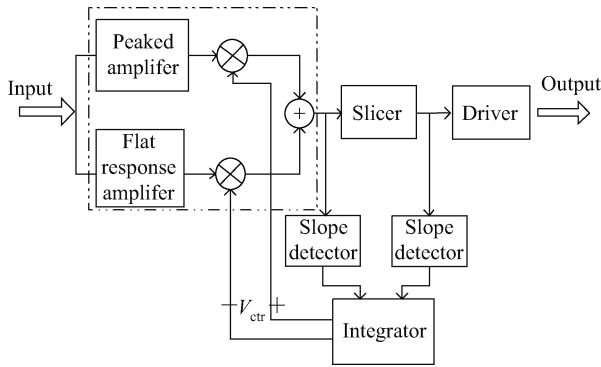 Peaked
amplifer
Input
Flat
response
amplifer
+
Slicer
Driver
Output
Slope
detector
Slope
detector
Vctr
+
Integrator